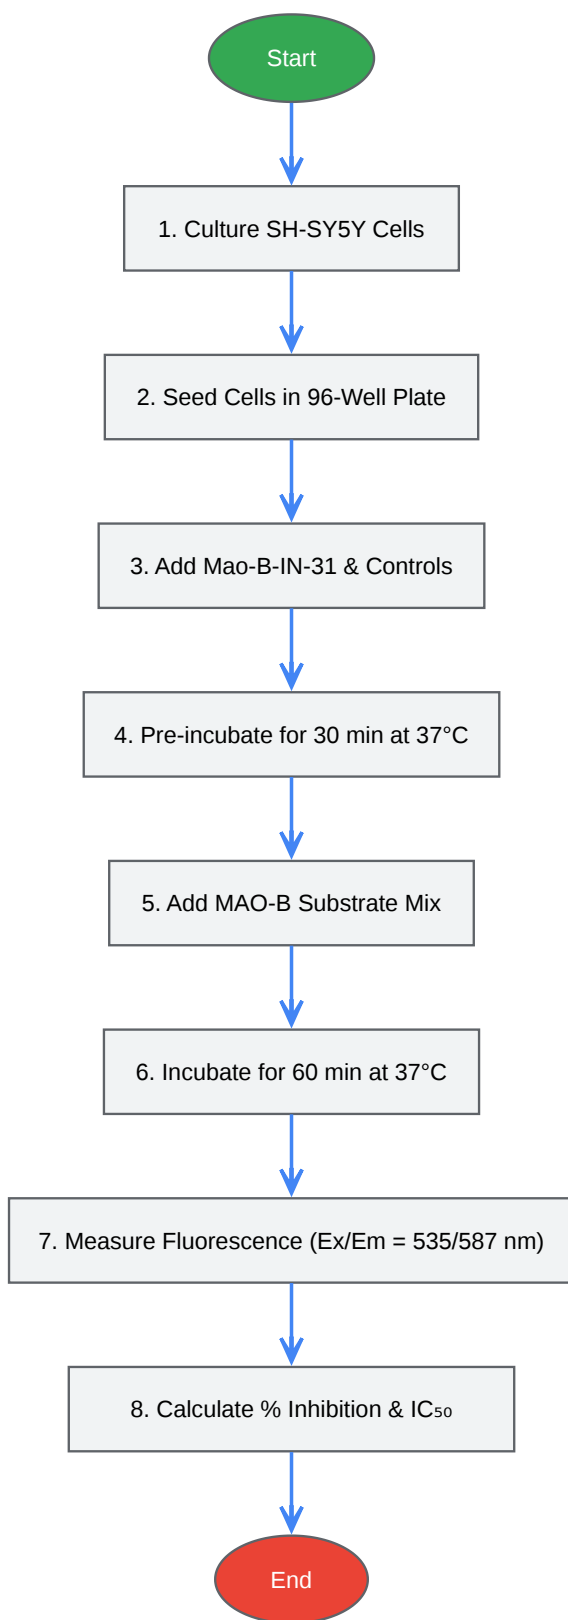 Start
1. Culture SH-SY5Y Cells
2. Seed Cells in 96-Well Plate
3. Add Mao-B-IN-31 & Controls
4. Pre-incubate for 30 min at 37°C
5. Add MAO-B Substrate Mix
6. Incubate for 60 min at 37°C
7. Measure Fluorescence (Ex/Em = 535/587 nm)
8. Calculate % Inhibition & IC₅₀
End